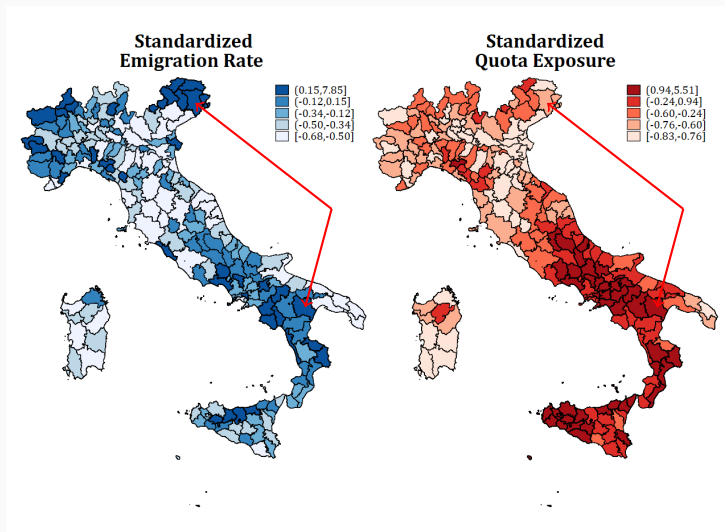 Standardized
Emigration Rate
(0.15,7.85]
(-0.12,0.15]
(-0.34,-0.12]
(-0.50,-0.34]
[-0.68,-0.50]
Standardized
Quota Exposure
(0.94,5.51]
(-0.24,0.94]
(-0.60,-0.24]
(-0.76,-0.60]
[-0.83,-0.76]